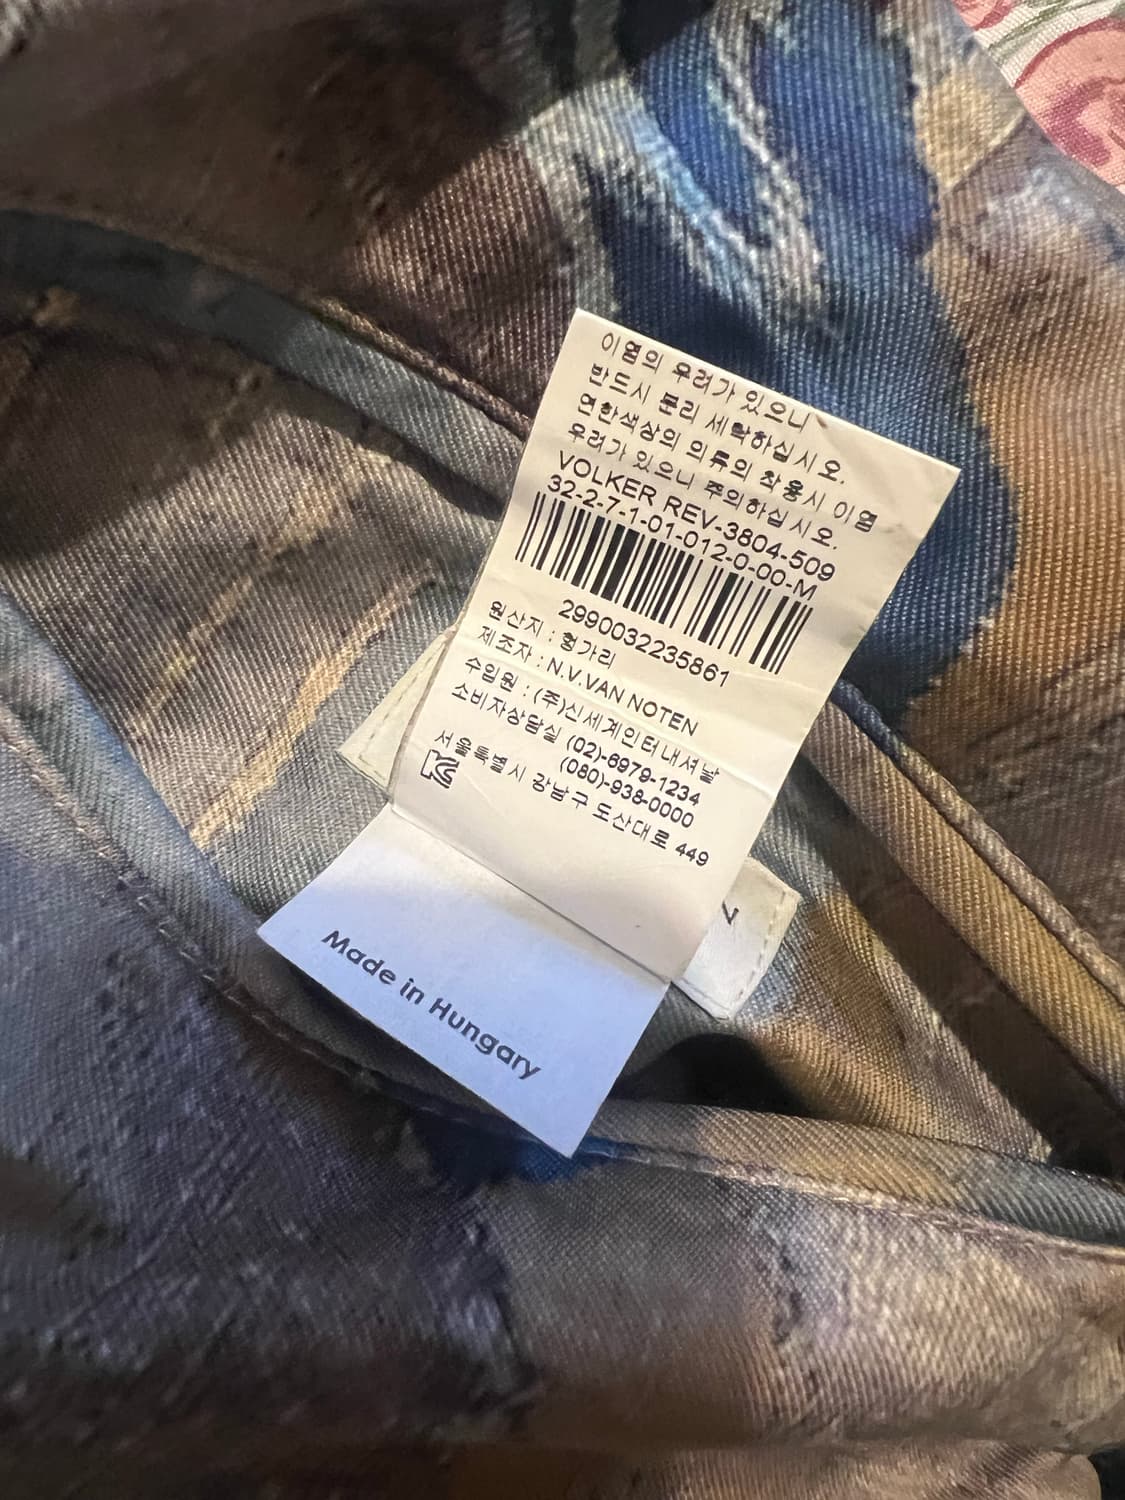 이염의 우려가 있으니
반드시 분리 세탁하십시오.
연한색상의 의류의 착용시 이염
우려가 있으니 주의하십시오.
VOLKER REV-3804-509
32-2-7-1-01-012-0-00-M
2990032235861
원산지 : 헝가리
제조자 : N.V.VAN NOTEN
수입원 : (주)신세계인터내셔날
소비자상담실 (02)-6979-1234
(080)-938-0000
서울특별시 강남구 도산대로 449
N
Made in Hungary